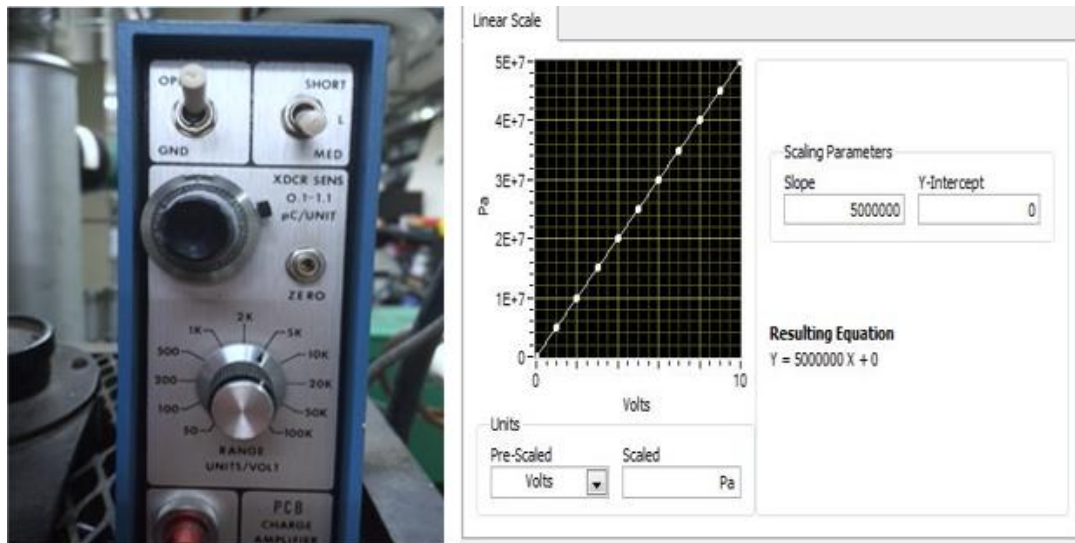 OPE
GND
SHORT
L
MED
XDCR SENS
0.1-1.1
pC/UNIT
ZERO
2K
1K
5K
500
10K
200
20K
100
50K
50
100K
RANGE
UNITS/VOLT
PCB
CHARGE
AMPLIFIER
Linear Scale
5E+7
4E+7
3E+7
2E+7
1E+7
0
Pa
0
10
Volts
Units
Pre-Scaled Scaled
Volts Pa
Scaling Parameters
Slope Y-Intercept
5000000 0
Resulting Equation
Y = 5000000 X + 0